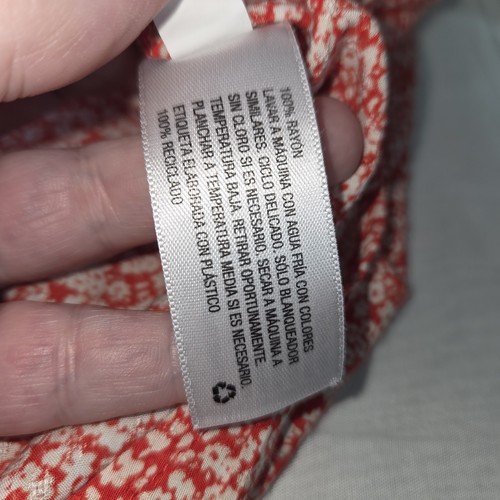 100% RAYÓN
LAVAR A MÁQUINA CON AGUA FRÍA CON COLORES
SIMILARES. CICLO DELICADO. SÓLO BLANQUEADOR
SIN CLORO SI ES NECESARIO. SECAR A MÁQUINA A
TEMPERATURA BAJA. RETIRAR OPORTUNAMENTE.
PLANCHAR A TEMPERATURA MEDIA SI ES NECESARIO.
ETIQUETA ELABORADA CON PLÁSTICO
100% RECICLADO